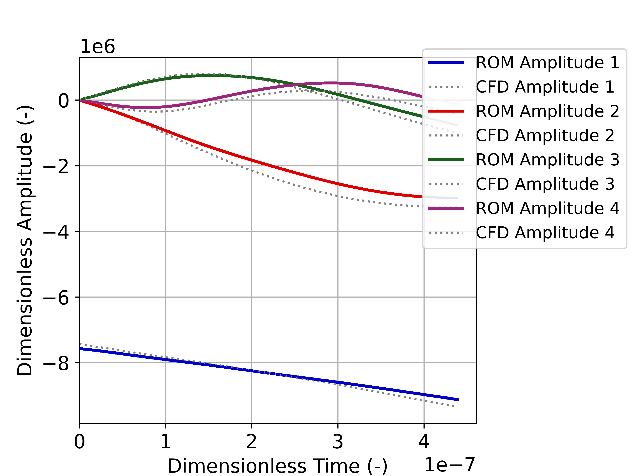 1e6
ROM Amplitude 1
CFD Amplitude 1
ROM Amplitude 2
CFD Amplitude 2
ROM Amplitude 3
CFD Amplitude 3
ROM Amplitude 4
CFD Amplitude 4
Dimensionless Amplitude (-)
0
−2
−4
−6
−8
0 1 2 3 4
Dimensionless Time (-) 1e−7